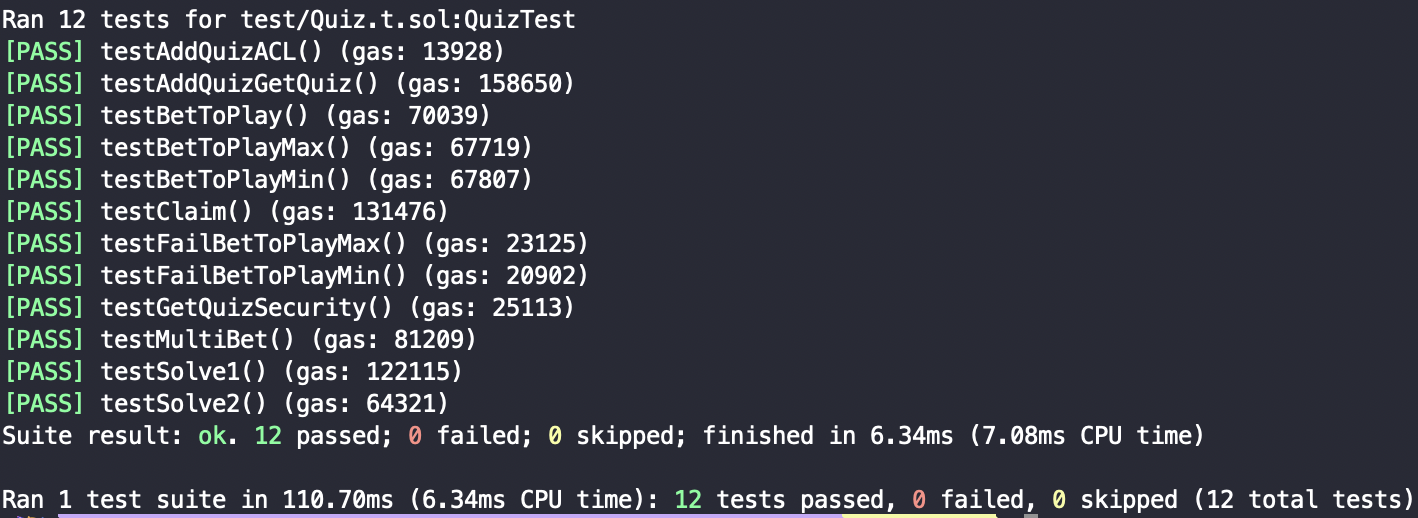 Ran 12 tests for test/Quiz.t.sol:QuizTest
[PASS] testAddQuizACL() (gas: 13928)
[PASS] testAddQuizGetQuiz() (gas: 158650)
[PASS] testBetToPlay() (gas: 70039)
[PASS] testBetToPlayMax() (gas: 67719)
[PASS] testBetToPlayMin() (gas: 67807)
[PASS] testClaim() (gas: 131476)
[PASS] testFailBetToPlayMax() (gas: 23125)
[PASS] testFailBetToPlayMin() (gas: 20902)
[PASS] testGetQuizSecurity() (gas: 25113)
[PASS] testMultiBet() (gas: 81209)
[PASS] testSolve1() (gas: 122115)
[PASS] testSolve2() (gas: 64321)
Suite result: ok. 12 passed; 0 failed; 0 skipped; finished in 6.34ms (7.08ms CPU time)
Ran 1 test suite in 110.70ms (6.34ms CPU time): 12 tests passed, 0 failed, 0 skipped (12 total tests)